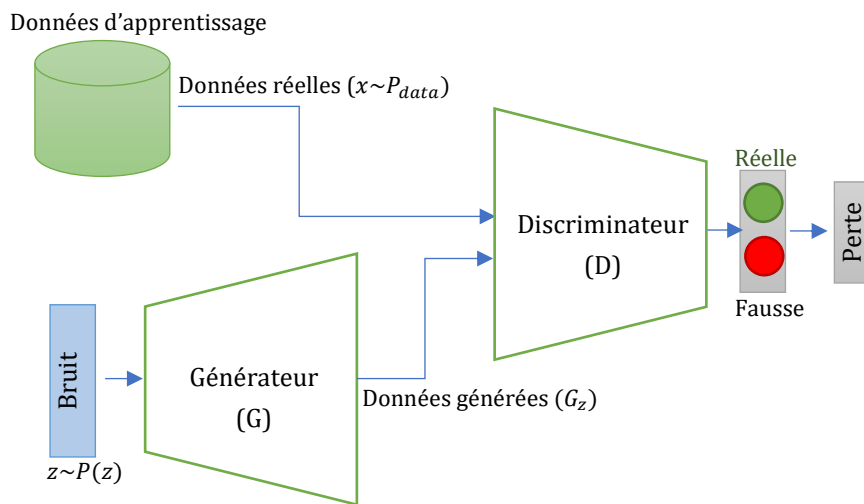 Données d'apprentissage
Données réelles (x~P_data)
Réelle
Discriminateur
(D)
Perte
Fausse
Bruit
Générateur
(G)
Données générées (G_z)
z~P(z)